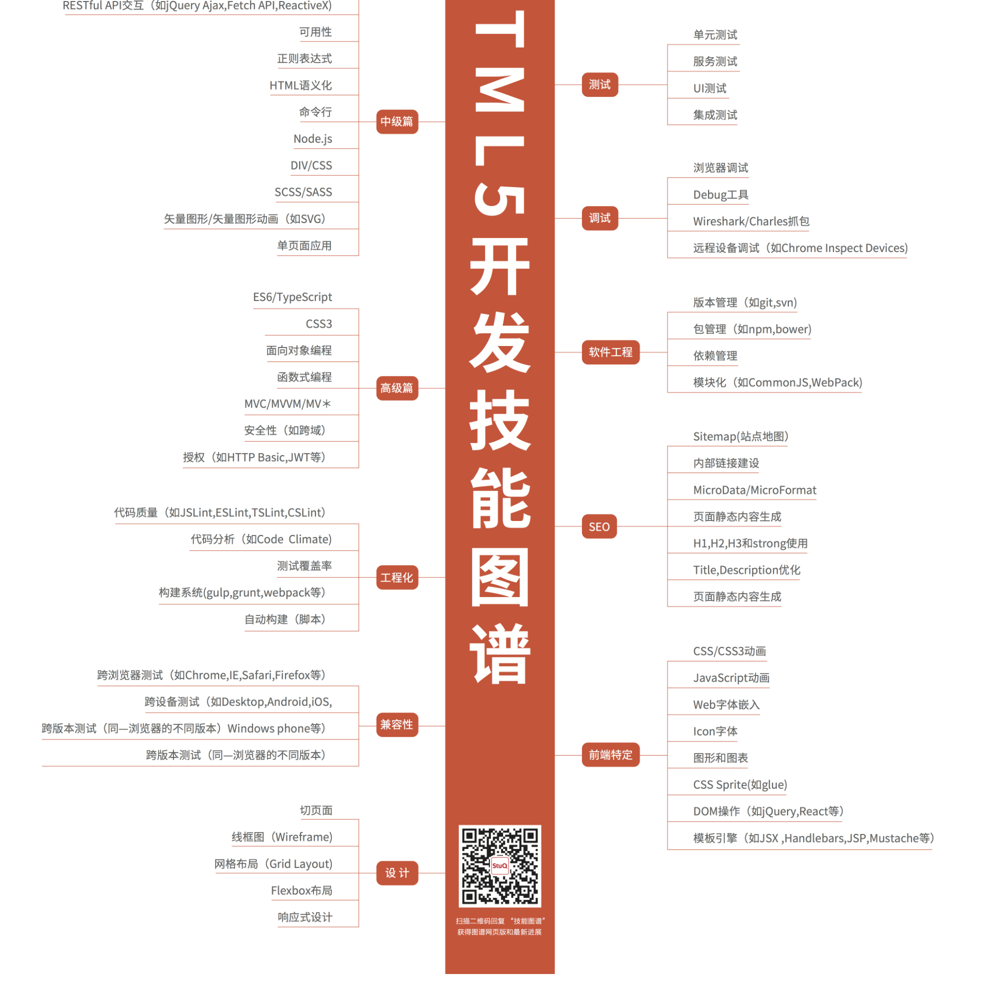 RESTful API交互（如jQuery Ajax,Fetch API,ReactiveX)
可用性
正则表达式
HTML语义化
命令行
Node.js
DIV/CSS
SCSS/SASS
矢量图形/矢量图形动画（如SVG）
单页面应用
中级篇
ES6/TypeScript
CSS3
面向对象编程
函数式编程
MVC/MVVM/MV＊
安全性（如跨域）
授权（如HTTP Basic,JWT等）
高级篇
代码质量（如JSLint,ESLint,TSLint,CSLint）
代码分析（如Code Climate)
测试覆盖率
构建系统(gulp,grunt,webpack等）
自动构建（脚本）
工程化
跨浏览器测试（如Chrome,IE,Safari,Firefox等）
跨设备测试（如Desktop,Android,iOS,
跨版本测试（同—浏览器的不同版本）Windows phone等）
跨版本测试（同—浏览器的不同版本）
兼容性
切页面
线框图（Wireframe)
网格布局（Grid Layout)
Flexbox布局
响应式设计
设 计
TML5开发技能图谱
StuQ
扫描二维码回复 “技能图谱”
获得图谱网页版和最新进展
测试
单元测试
服务测试
UI测试
集成测试
调试
浏览器调试
Debug工具
Wireshark/Charles抓包
远程设备调试（如Chrome Inspect Devices)
软件工程
版本管理（如git,svn)
包管理（如npm,bower)
依赖管理
模块化（如CommonJS,WebPack)
SEO
Sitemap(站点地图）
内部链接建设
MicroData/MicroFormat
页面静态内容生成
H1,H2,H3和strong使用
Title,Description优化
页面静态内容生成
前端特定
CSS/CSS3动画
JavaScript动画
Web字体嵌入
Icon字体
图形和图表
CSS Sprite(如glue)
DOM操作（如jQuery,React等）
模板引擎（如JSX ,Handlebars,JSP,Mustache等）